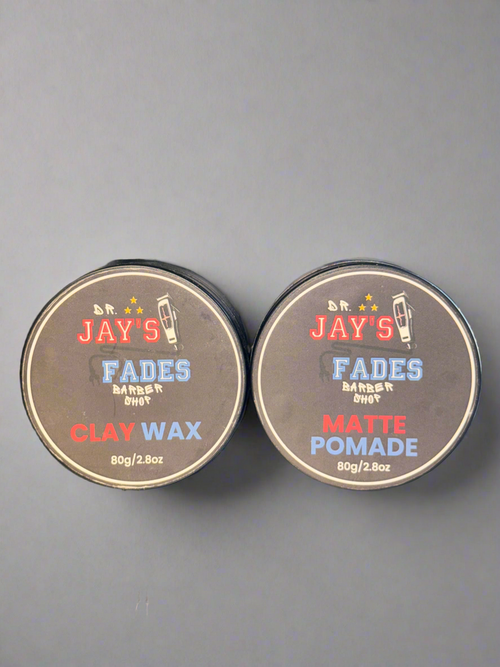 DR.
JAY'S
FADES
BARBER
SHOP
CLAY WAX
80g/2.8oz
DR.
JAY'S
FADES
BARBER
SHOP
MATTE
POMADE
80g/2.8oz